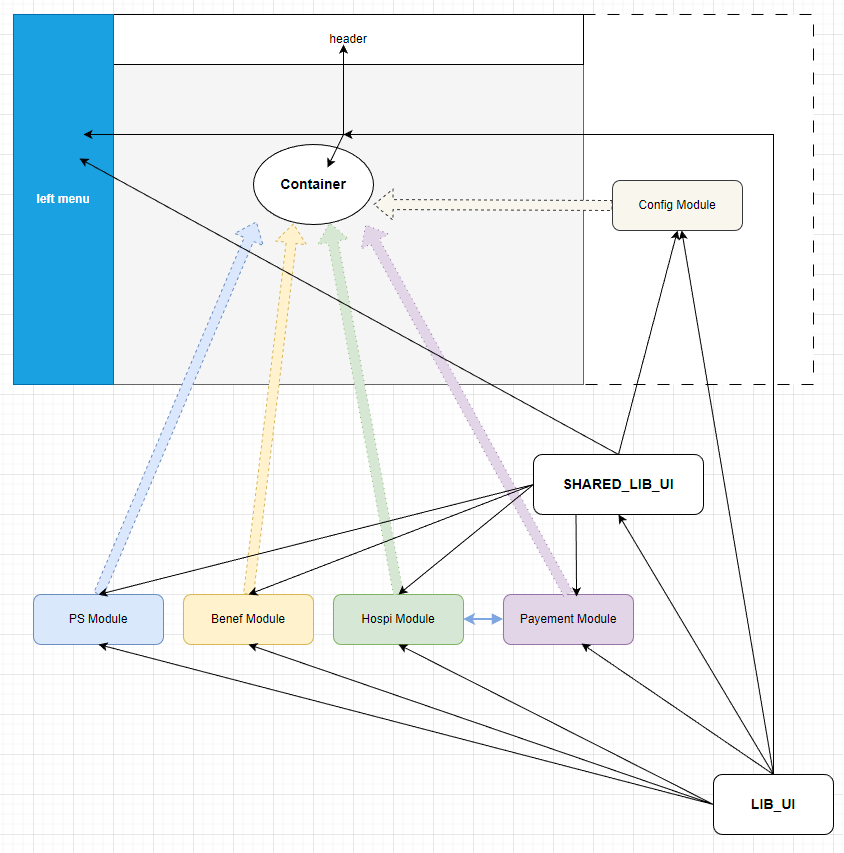 header
Container
left menu
Config Module
SHARED_LIB_UI
PS Module
Benef Module
Hospi Module
Payement Module
LIB_UI